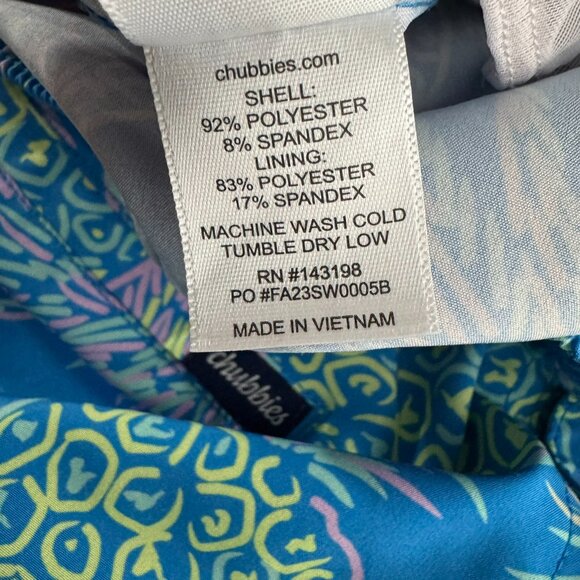 chubbies.com
SHELL:
92% POLYESTER
8% SPANDEX
LINING:
83% POLYESTER
17% SPANDEX
MACHINE WASH COLD
TUMBLE DRY LOW
RN #143198
PO #FA23SW0005B
MADE IN VIETNAM
chubbies